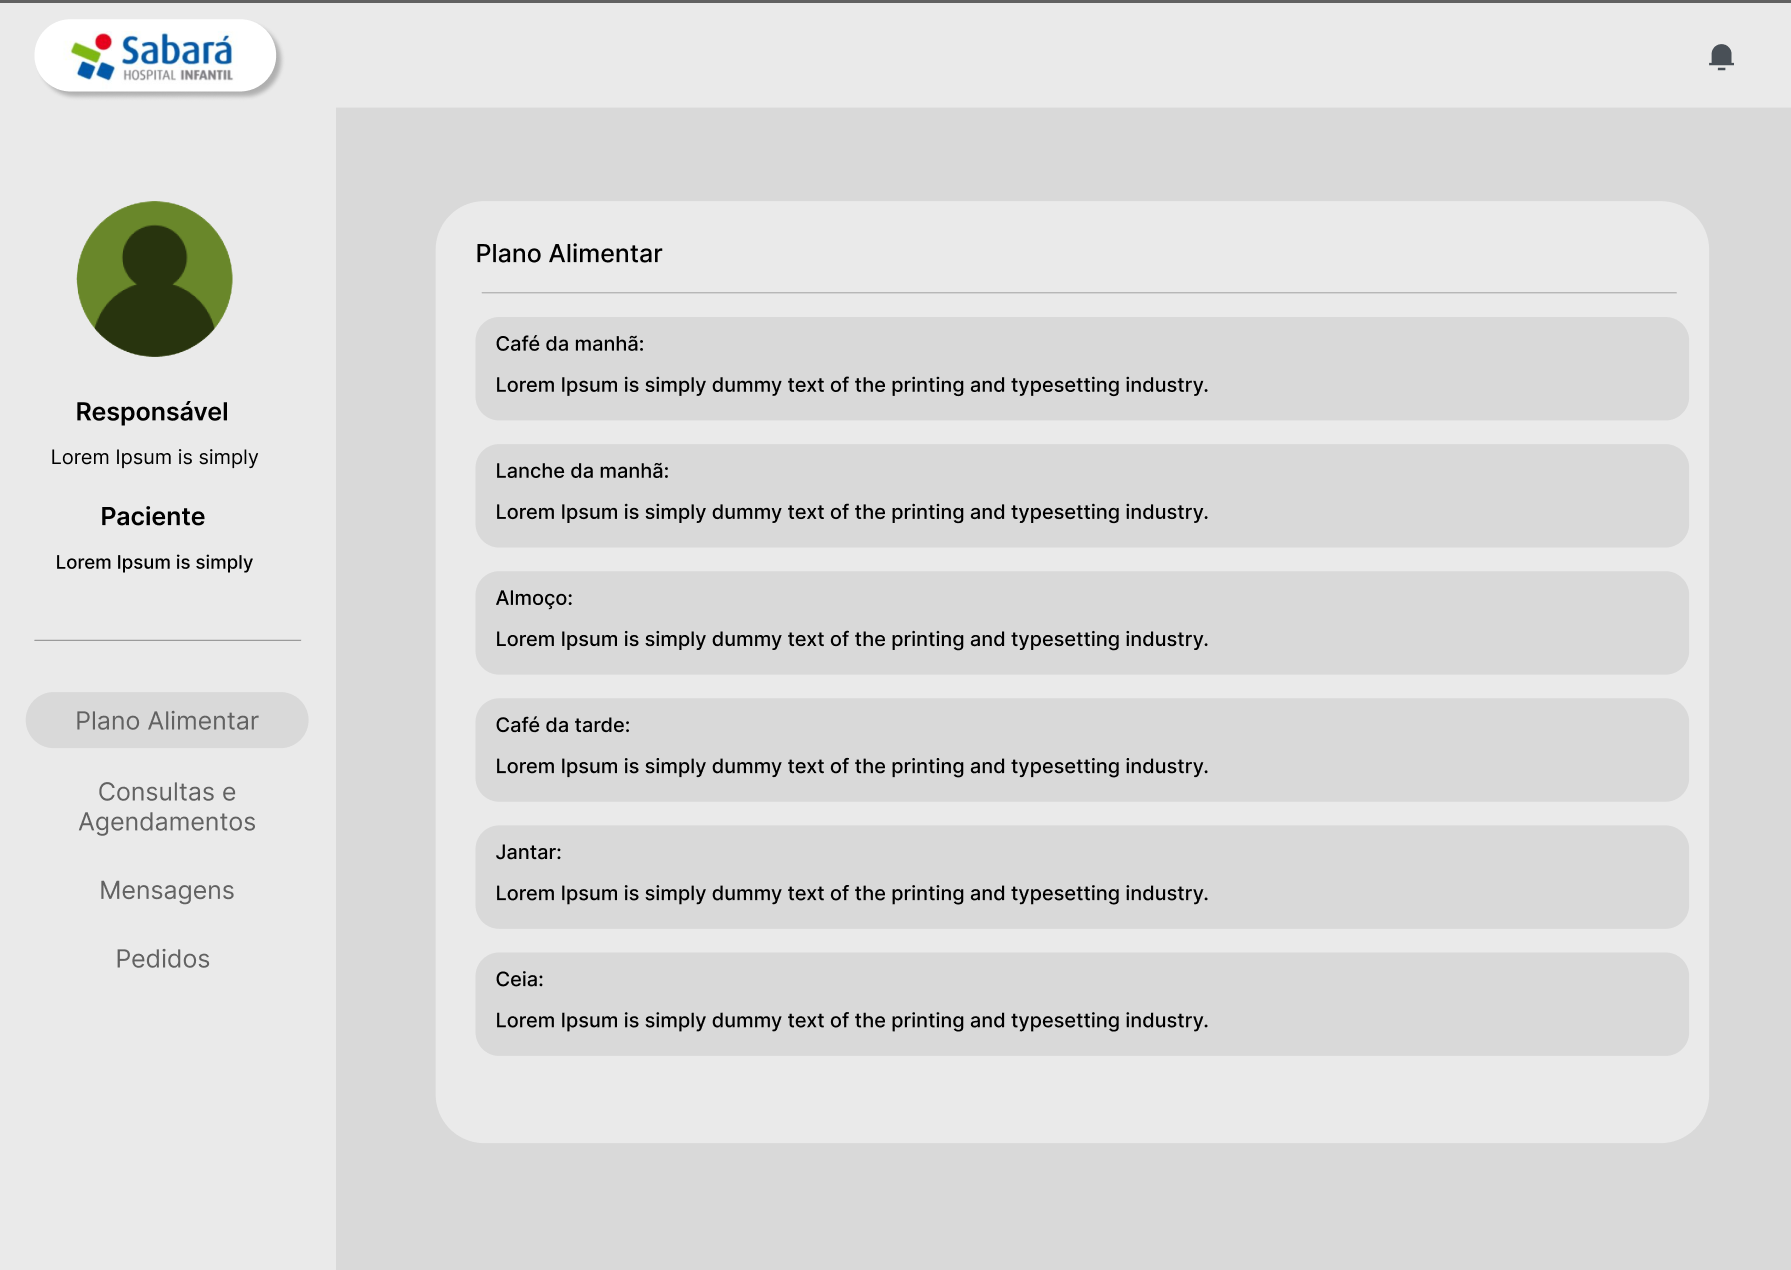 Sabará
HOSPITAL INFANTIL
Responsável
Lorem Ipsum is simply
Paciente
Lorem Ipsum is simply
Plano Alimentar
Consultas e
Agendamentos
Mensagens
Pedidos
Plano Alimentar
Café da manhã:
Lorem Ipsum is simply dummy text of the printing and typesetting industry.
Lanche da manhã:
Lorem Ipsum is simply dummy text of the printing and typesetting industry.
Almoço:
Lorem Ipsum is simply dummy text of the printing and typesetting industry.
Café da tarde:
Lorem Ipsum is simply dummy text of the printing and typesetting industry.
Jantar:
Lorem Ipsum is simply dummy text of the printing and typesetting industry.
Ceia:
Lorem Ipsum is simply dummy text of the printing and typesetting industry.